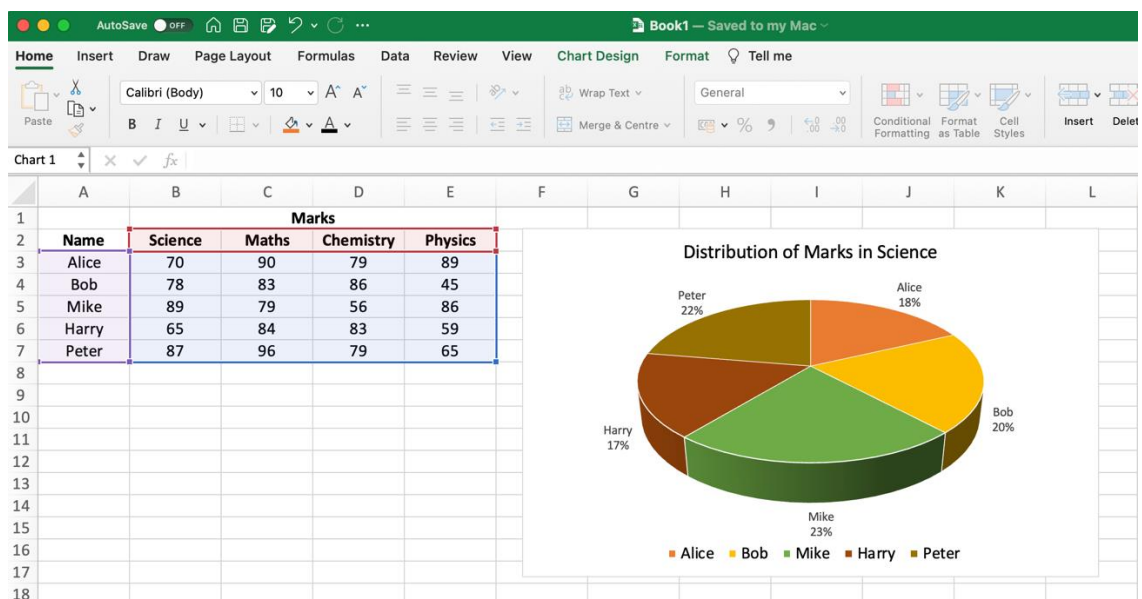 AutoSave OFF Book1 — Saved to my Mac
Home Insert Draw Page Layout Formulas Data Review View Chart Design Format Tell me
Paste Calibri (Body) 10 A A Wrap Text General
B I U A Merge & Centre % Conditional Formatting Format as Table Cell Styles Insert
Chart 1 fx
A B C D E F G H I J K L
1 Marks
2 Name Science Maths Chemistry Physics
3 Alice 70 90 79 89
4 Bob 78 83 86 45
5 Mike 89 79 56 86
6 Harry 65 84 83 59
7 Peter 87 96 79 65
8
9
10
11
12
13
14
15
16
17
18
Distribution of Marks in Science
Alice
18%
Peter
22%
Bob
20%
Harry
17%
Mike
23%
Alice Bob Mike Harry Peter